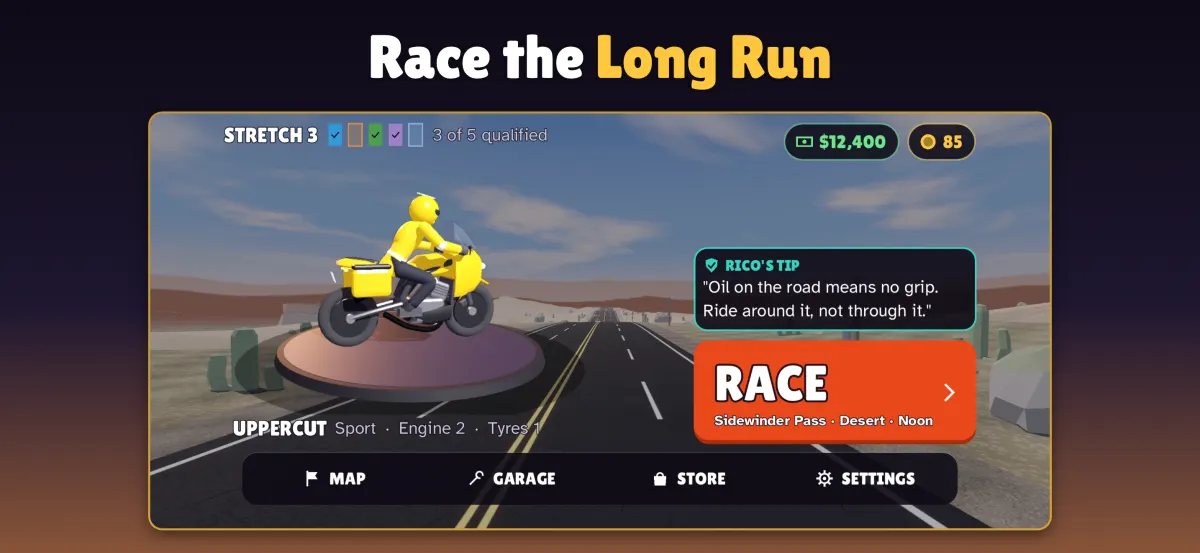 Race the Long Run
STRETCH 3 3 of 5 qualified
$12,400 85
RICO'S TIP
"Oil on the road means no grip.
Ride around it, not through it."
RACE
Sidewinder Pass · Desert · Noon
UPPERCUT Sport · Engine 2 · Tyres 1
MAP GARAGE STORE SETTINGS